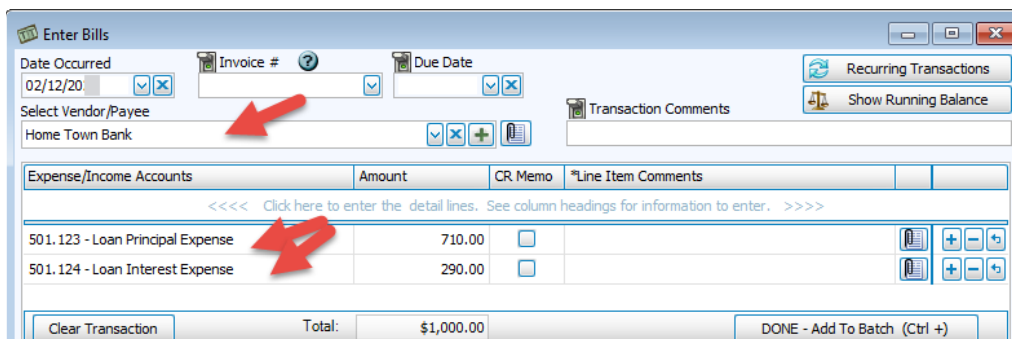 Enter Bills
Date Occurred Invoice # Due Date Recurring Transactions
02/12/20
Show Running Balance
Select Vendor/Payee Transaction Comments
Home Town Bank
Expense/Income Accounts Amount CR Memo *Line Item Comments
<<<< Click here to enter the detail lines. See column headings for information to enter. >>>>
501.123 - Loan Principal Expense 710.00
501.124 - Loan Interest Expense 290.00
Clear Transaction Total: $1,000.00 DONE - Add To Batch (Ctrl +)